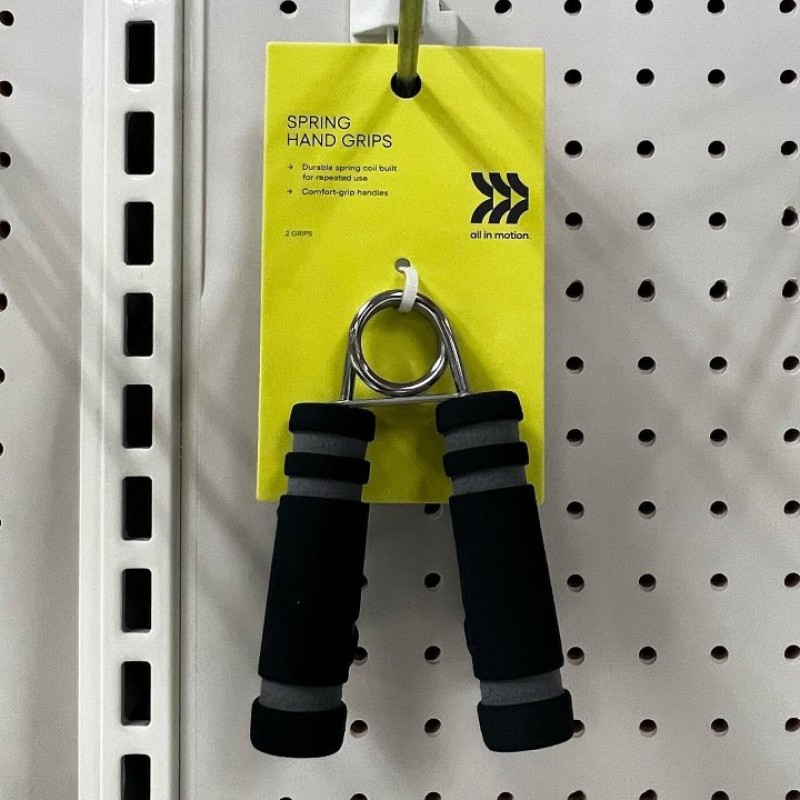 SPRING
HAND GRIPS
→ Durable spring coil built
for repeated use
→ Comfort-grip handles
2 GRIPS
all in motion